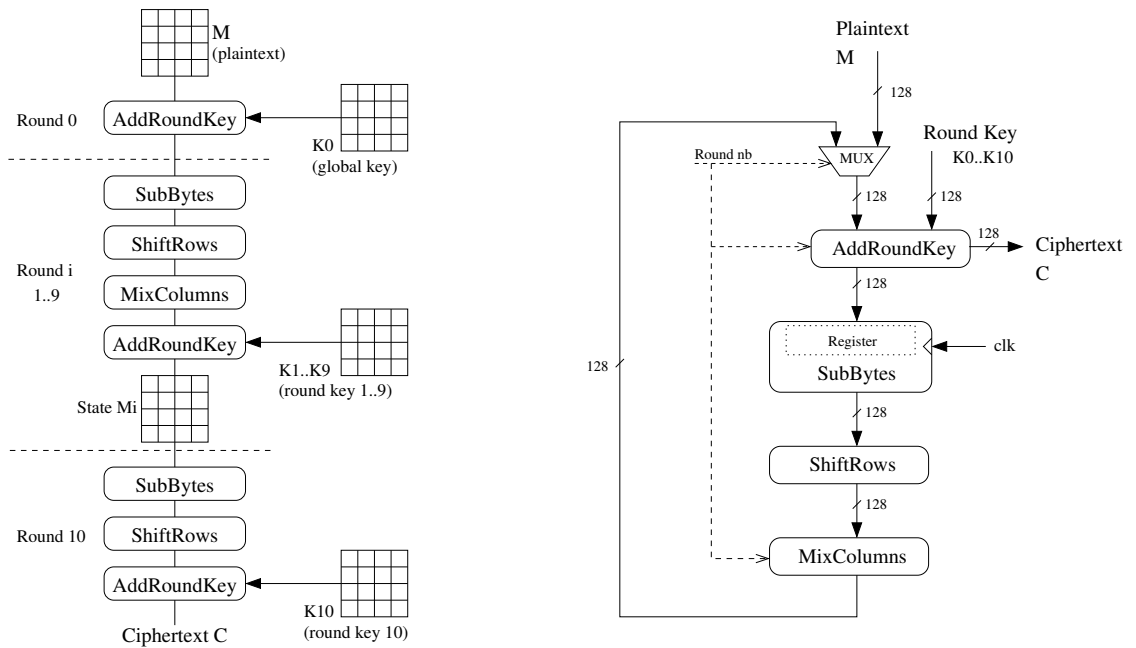 M
(plaintext)
Round 0
AddRoundKey
K0
(global key)
SubBytes
ShiftRows
Round i
1..9
MixColumns
AddRoundKey
K1..K9
(round key 1..9)
State Mi
SubBytes
Round 10
ShiftRows
AddRoundKey
K10
(round key 10)
Ciphertext C
Plaintext
M
128
Round Key
K0..K10
Round nb
MUX
128
128
AddRoundKey
128
Ciphertext
C
128
Register
clk
SubBytes
128
128
ShiftRows
128
MixColumns